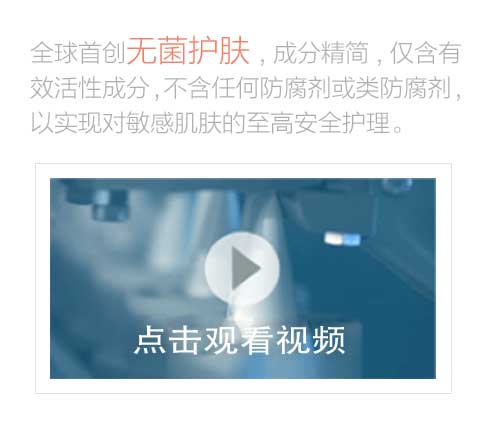 全球首创无菌护肤，成分精简，仅含有
效活性成分，不含任何防腐剂或类防腐剂，
以实现对敏感肌肤的至高安全护理。
点击观看视频